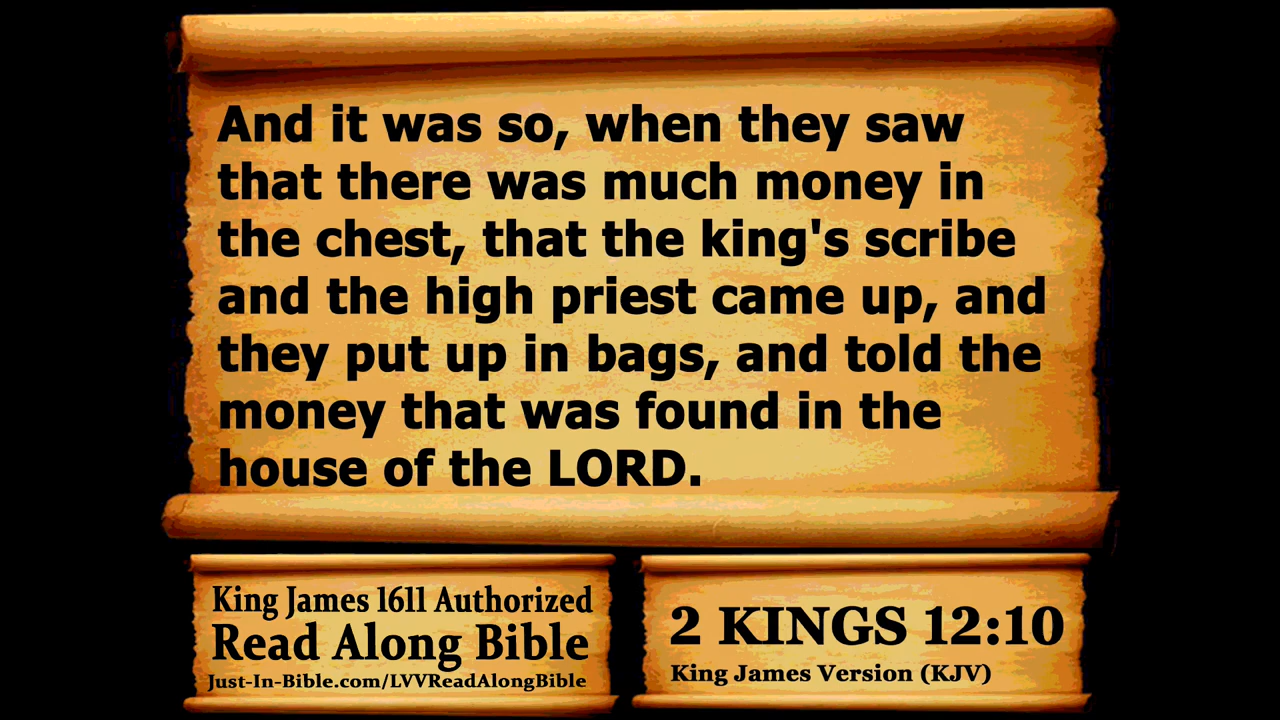 And it was so, when they saw
that there was much money in
the chest, that the king's scribe
and the high priest came up, and
they put up in bags, and told the
money that was found in the
house of the LORD.
King James 1611 Authorized
Read Along Bible
Just-In-Bible.com/LVVReadAlongBible
2 KINGS 12:10
King James Version (KJV)